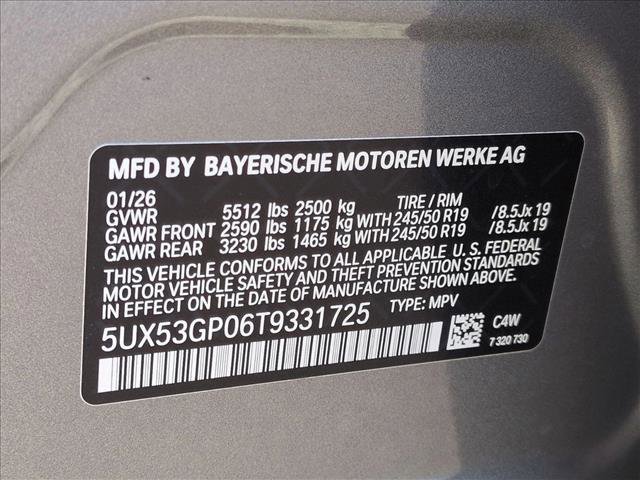 MFD BY BAYERISCHE MOTOREN WERKE AG
01/26 TIRE / RIM
GVWR 5512 lbs 2500 kg
GAWR FRONT 2590 lbs 1175 kg WITH 245/50 R19 /8.5Jx 19
GAWR REAR 3230 lbs 1465 kg WITH 245/50 R19 /8.5Jx 19
THIS VEHICLE CONFORMS TO ALL APPLICABLE U. S. FEDERAL
MOTOR VEHICLE SAFETY AND THEFT PREVENTION STANDARDS
IN EFFECT ON THE DATE OF MANUFACTURE SHOWN ABOVE.
5UX53GP06T9331725 TYPE: MPV
C4W
7 320 730